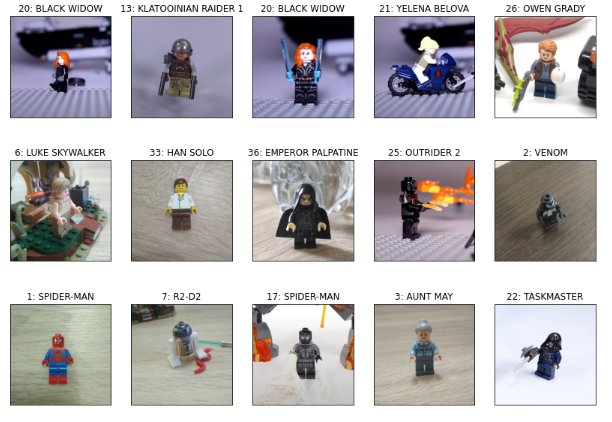 20: BLACK WIDOW
13: KLATOOINIAN RAIDER 1
20: BLACK WIDOW
21: YELENA BELOVA
26: OWEN GRADY
6: LUKE SKYWALKER
33: HAN SOLO
36: EMPEROR PALPATINE
25: OUTRIDER 2
2: VENOM
1: SPIDER-MAN
7: R2-D2
17: SPIDER-MAN
3: AUNT MAY
22: TASKMASTER